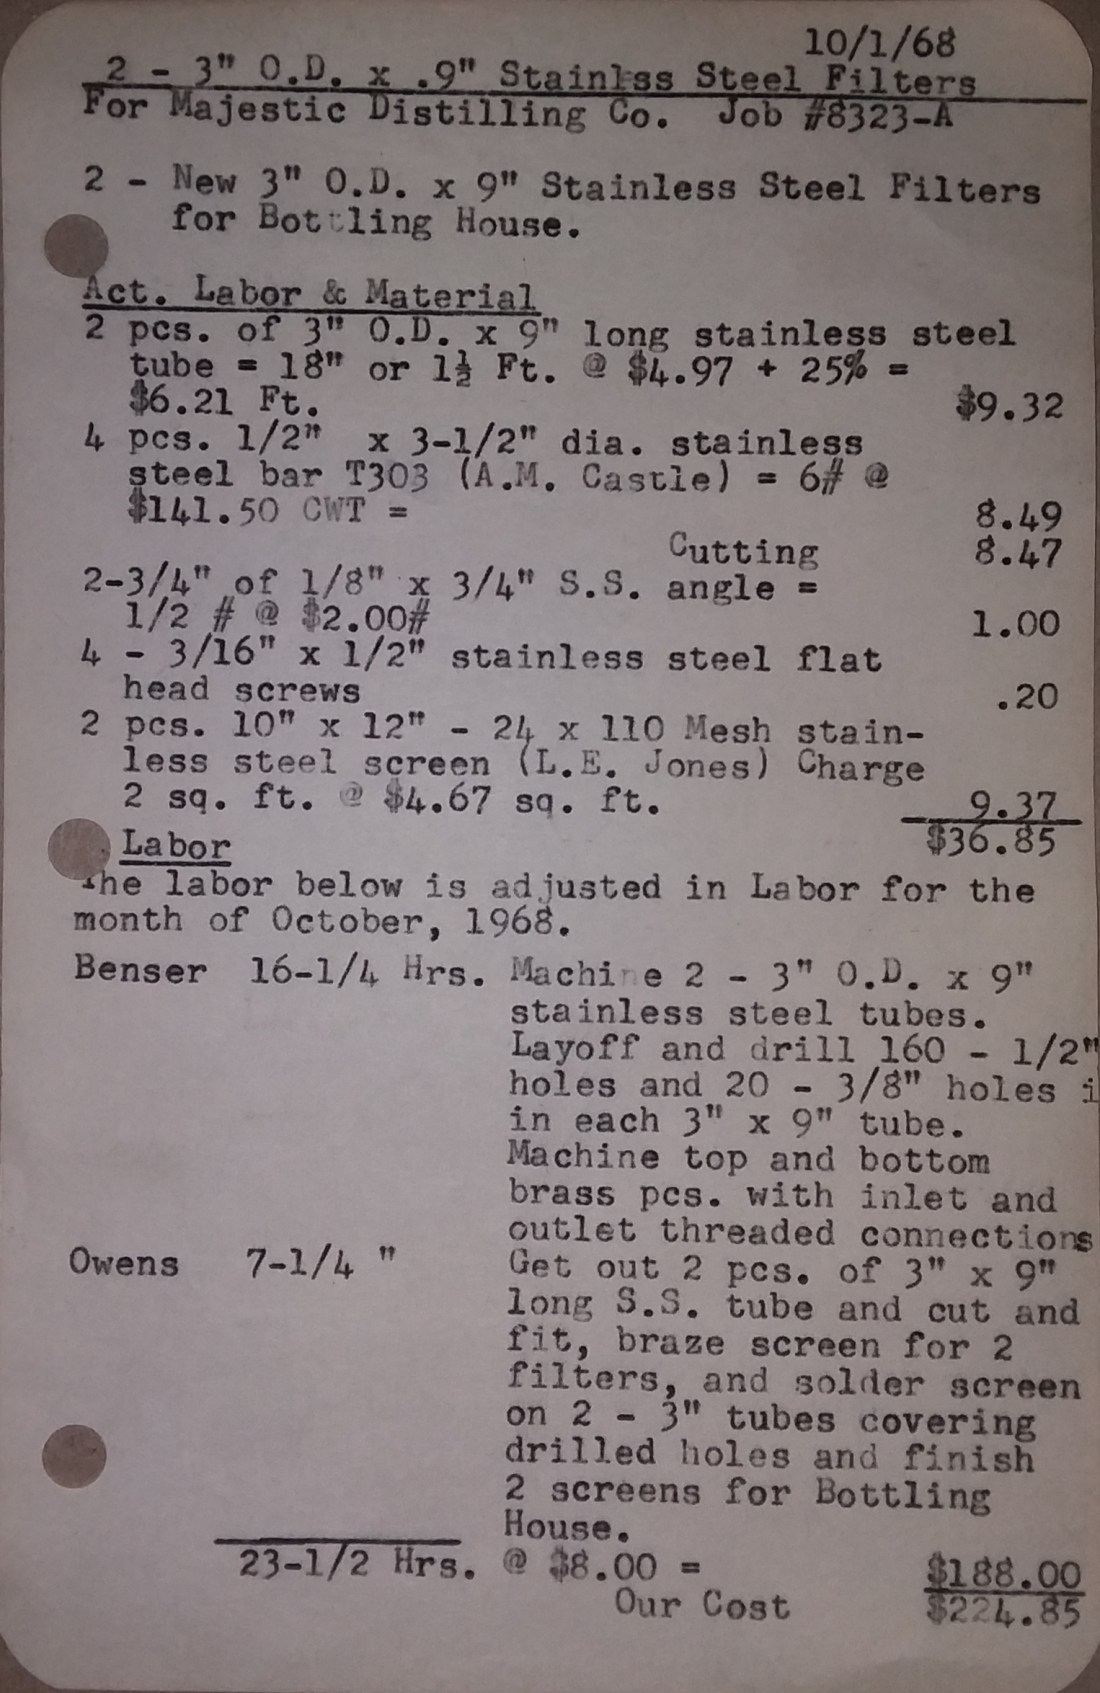 10/1/68
2 - 3" O.D. x .9" Stainlss Steel Filters
For Majestic Distilling Co. Job #8323-A
2 - New 3" O.D. x 9" Stainless Steel Filters
for Bottling House.
Act. Labor & Material
2 pcs. of 3" O.D. x 9" long stainless steel
tube = 18" or 1½ Ft. @ $4.97 + 25% =
$6.21 Ft. $9.32
4 pcs. 1/2" x 3-1/2" dia. stainless
steel bar T303 (A.M. Castle) = 6# @
$141.50 CWT = 8.49
Cutting 8.47
2-3/4" of 1/8" x 3/4" S.S. angle =
1/2 # @ $2.00# 1.00
4 - 3/16" x 1/2" stainless steel flat
head screws .20
2 pcs. 10" x 12" - 24 x 110 Mesh stain-
less steel screen (L.E. Jones) Charge
2 sq. ft. @ $4.67 sq. ft. 9.37
$36.85
Labor
The labor below is adjusted in Labor for the
month of October, 1968.
Benser 16-1/4 Hrs. Machine 2 - 3" O.D. x 9"
stainless steel tubes.
Layoff and drill 160 - 1/2"
holes and 20 - 3/8" holes i
in each 3" x 9" tube.
Machine top and bottom
brass pcs. with inlet and
outlet threaded connections
Owens 7-1/4 " Get out 2 pcs. of 3" x 9"
long S.S. tube and cut and
fit, braze screen for 2
filters, and solder screen
on 2 - 3" tubes covering
drilled holes and finish
2 screens for Bottling
House.
23-1/2 Hrs. @ $8.00 = $188.00
Our Cost $224.85